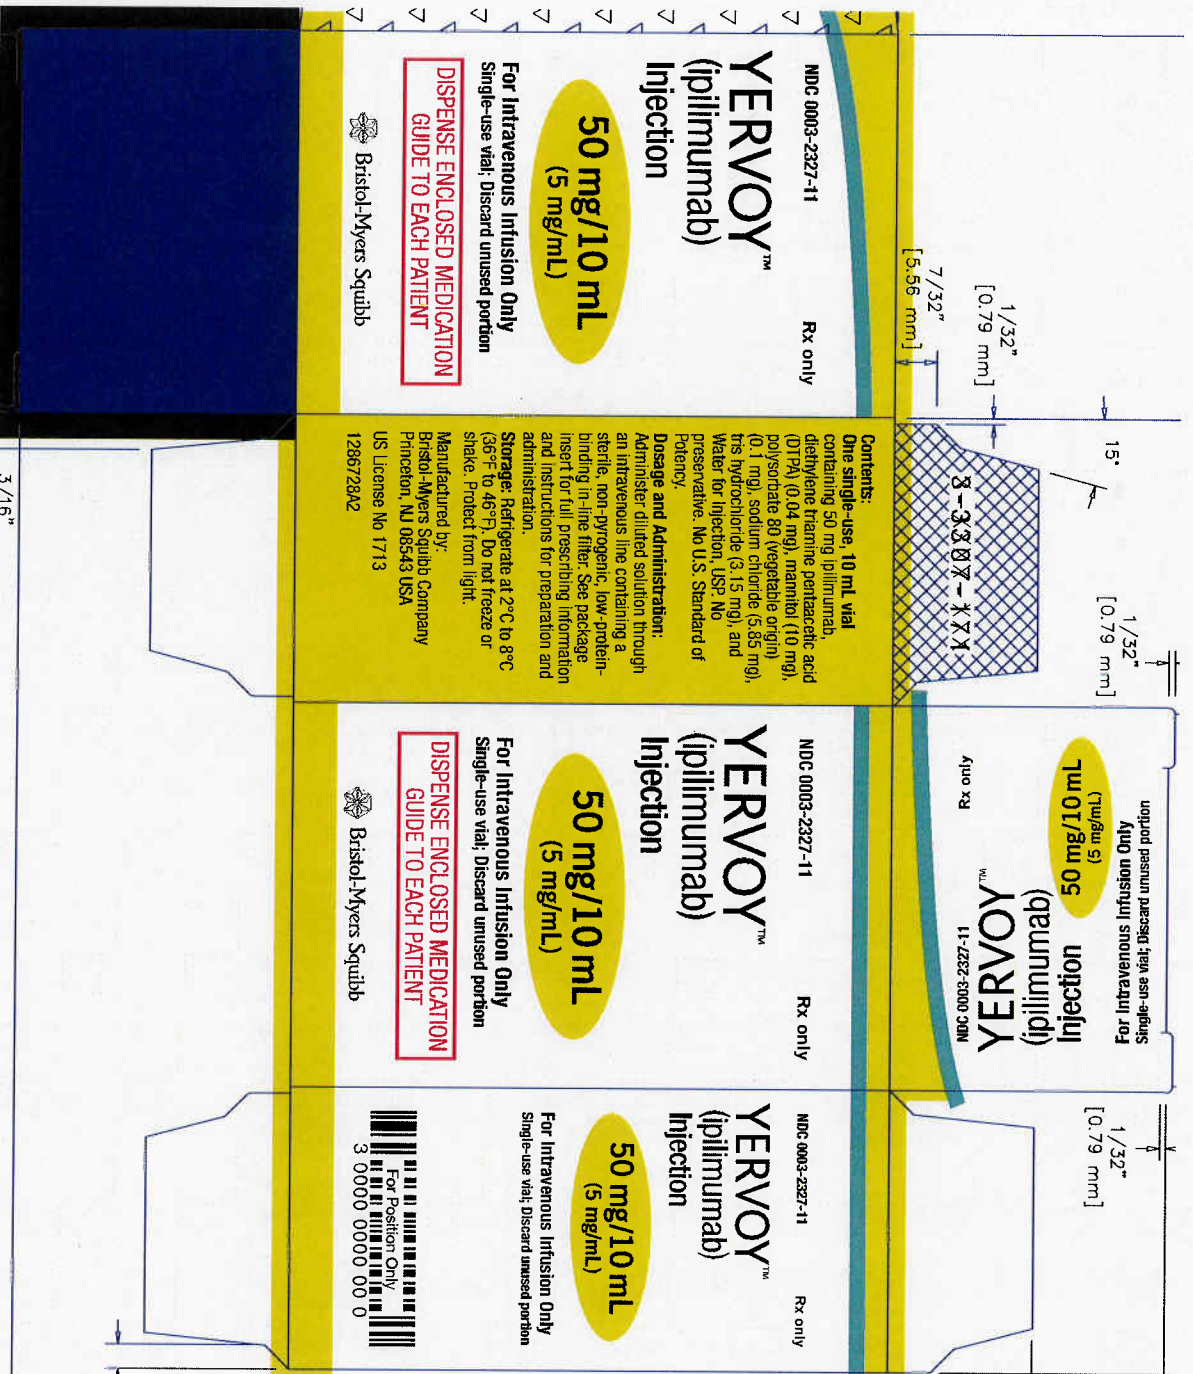 NDC 0003-2327-11
Rx only
YERVOY™
(ipilimumab)
Injection
50 mg/10 mL
(5 mg/mL)
For Intravenous Infusion Only
Single-use vial; Discard unused portion
DISPENSE ENCLOSED MEDICATION
GUIDE TO EACH PATIENT
Bristol-Myers Squibb
Contents:
One single-use, 10 mL vial
containing 50 mg ipilimumab,
diethylene triamine pentaacetic acid
(DTPA) (0.04 mg), mannitol (10 mg),
polysorbate 80 (vegetable origin)
(0.1 mg), sodium chloride (5.85 mg),
tris hydrochloride (3.15 mg), and
Water for Injection, USP. No
preservative. No U.S. Standard of
Potency.
Dosage and Administration:
Administer diluted solution through
an intravenous line containing a
sterile, non-pyrogenic, low-protein-
binding in-line filter. See package
insert for full prescribing information
and instructions for preparation and
administration.
Storage: Refrigerate at 2°C to 8°C
(36°F to 46°F). Do not freeze or
shake. Protect from light.
Manufactured by:
Bristol-Myers Squibb Company
Princeton, NJ 08543 USA
US License No 1713
1286728A2
NDC 0003-2327-11
Rx only
YERVOY™
(ipilimumab)
Injection
50 mg/10 mL
(5 mg/mL)
For Intravenous Infusion Only
Single-use vial; Discard unused portion
DISPENSE ENCLOSED MEDICATION
GUIDE TO EACH PATIENT
Bristol-Myers Squibb
NDC 0003-2327-11
Rx only
YERVOY™
(ipilimumab)
Injection
50 mg/10 mL
(5 mg/mL)
For Intravenous Infusion Only
Single-use vial; Discard unused portion
For Position Only
3 0000 0000 00 0
Rx only
NDC 0003-2327-11
YERVOY™
(ipilimumab)
Injection
50 mg/10 mL
(5 mg/mL)
For Intravenous Infusion Only
Single-use vial; Discard unused portion
7/32"
[5.56 mm]
1/32"
[0.79 mm]
15°
1/32"
[0.79 mm]
1/32"
[0.79 mm]
3/16"